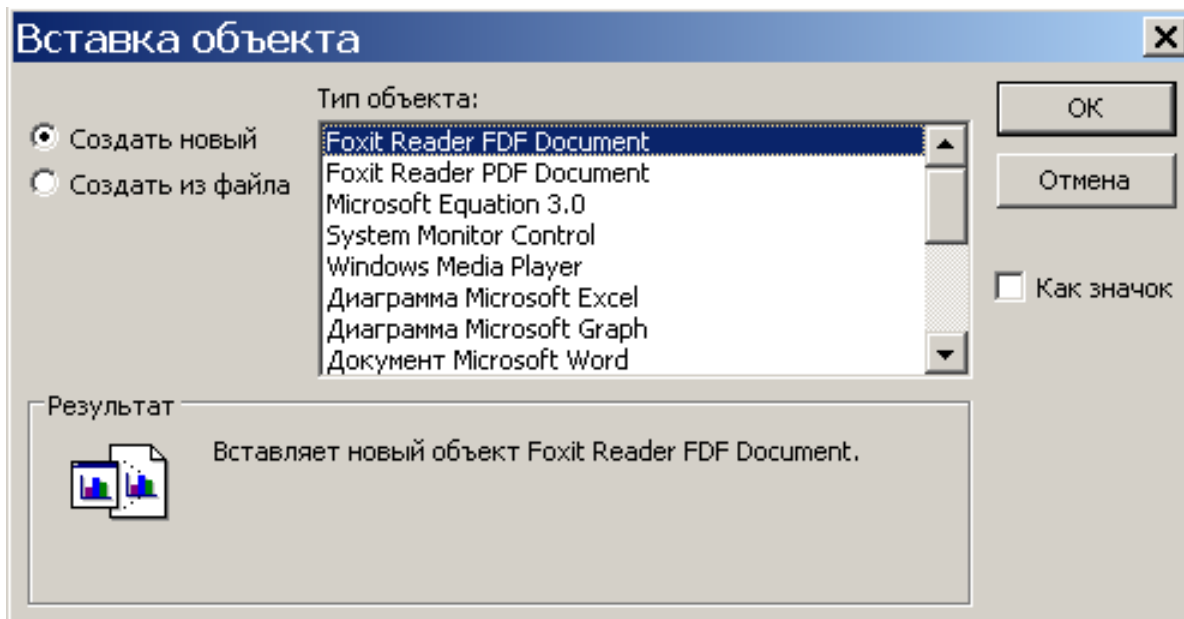 Вставка объекта
Тип объекта:
Создать новый
Создать из файла
Foxit Reader FDF Document
Foxit Reader PDF Document
Microsoft Equation 3.0
System Monitor Control
Windows Media Player
Диаграмма Microsoft Excel
Диаграмма Microsoft Graph
Документ Microsoft Word
ОК
Отмена
Как значок
Результат
Вставляет новый объект Foxit Reader FDF Document.